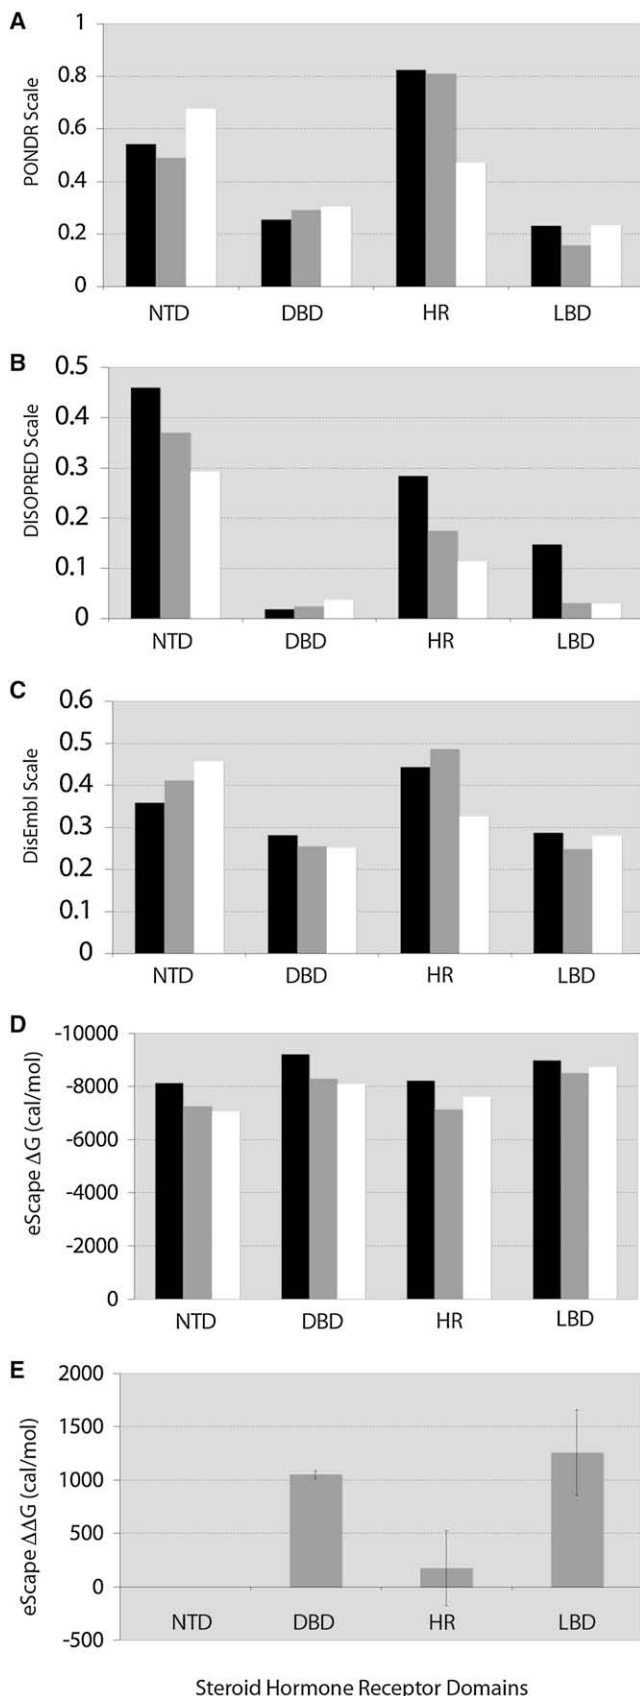 A
PONDR Scale
1
0.8
0.6
0.4
0.2
0
NTD DBD HR LBD
B
DISOPRED Scale
0.5
0.4
0.3
0.2
0.1
0
NTD DBD HR LBD
C
DisEmbl Scale
0.6
0.5
0.4
0.3
0.2
0.1
0
NTD DBD HR LBD
D
eScape ΔG (cal/mol)
-10000
-8000
-6000
-4000
-2000
0
NTD DBD HR LBD
E
eScape ΔΔG (cal/mol)
2000
1500
1000
500
0
-500
NTD DBD HR LBD
Steroid Hormone Receptor Domains